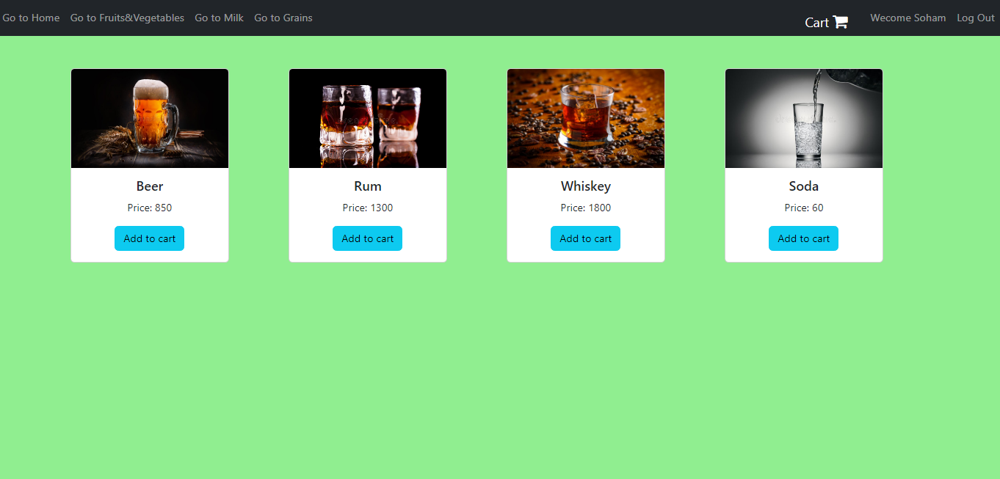 Go to Home Go to Fruits&Vegetables Go to Milk Go to Grains Cart Wecome Soham Log Out
Beer
Price: 850
Add to cart
Rum
Price: 1300
Add to cart
Whiskey
Price: 1800
Add to cart
Soda
Price: 60
Add to cart